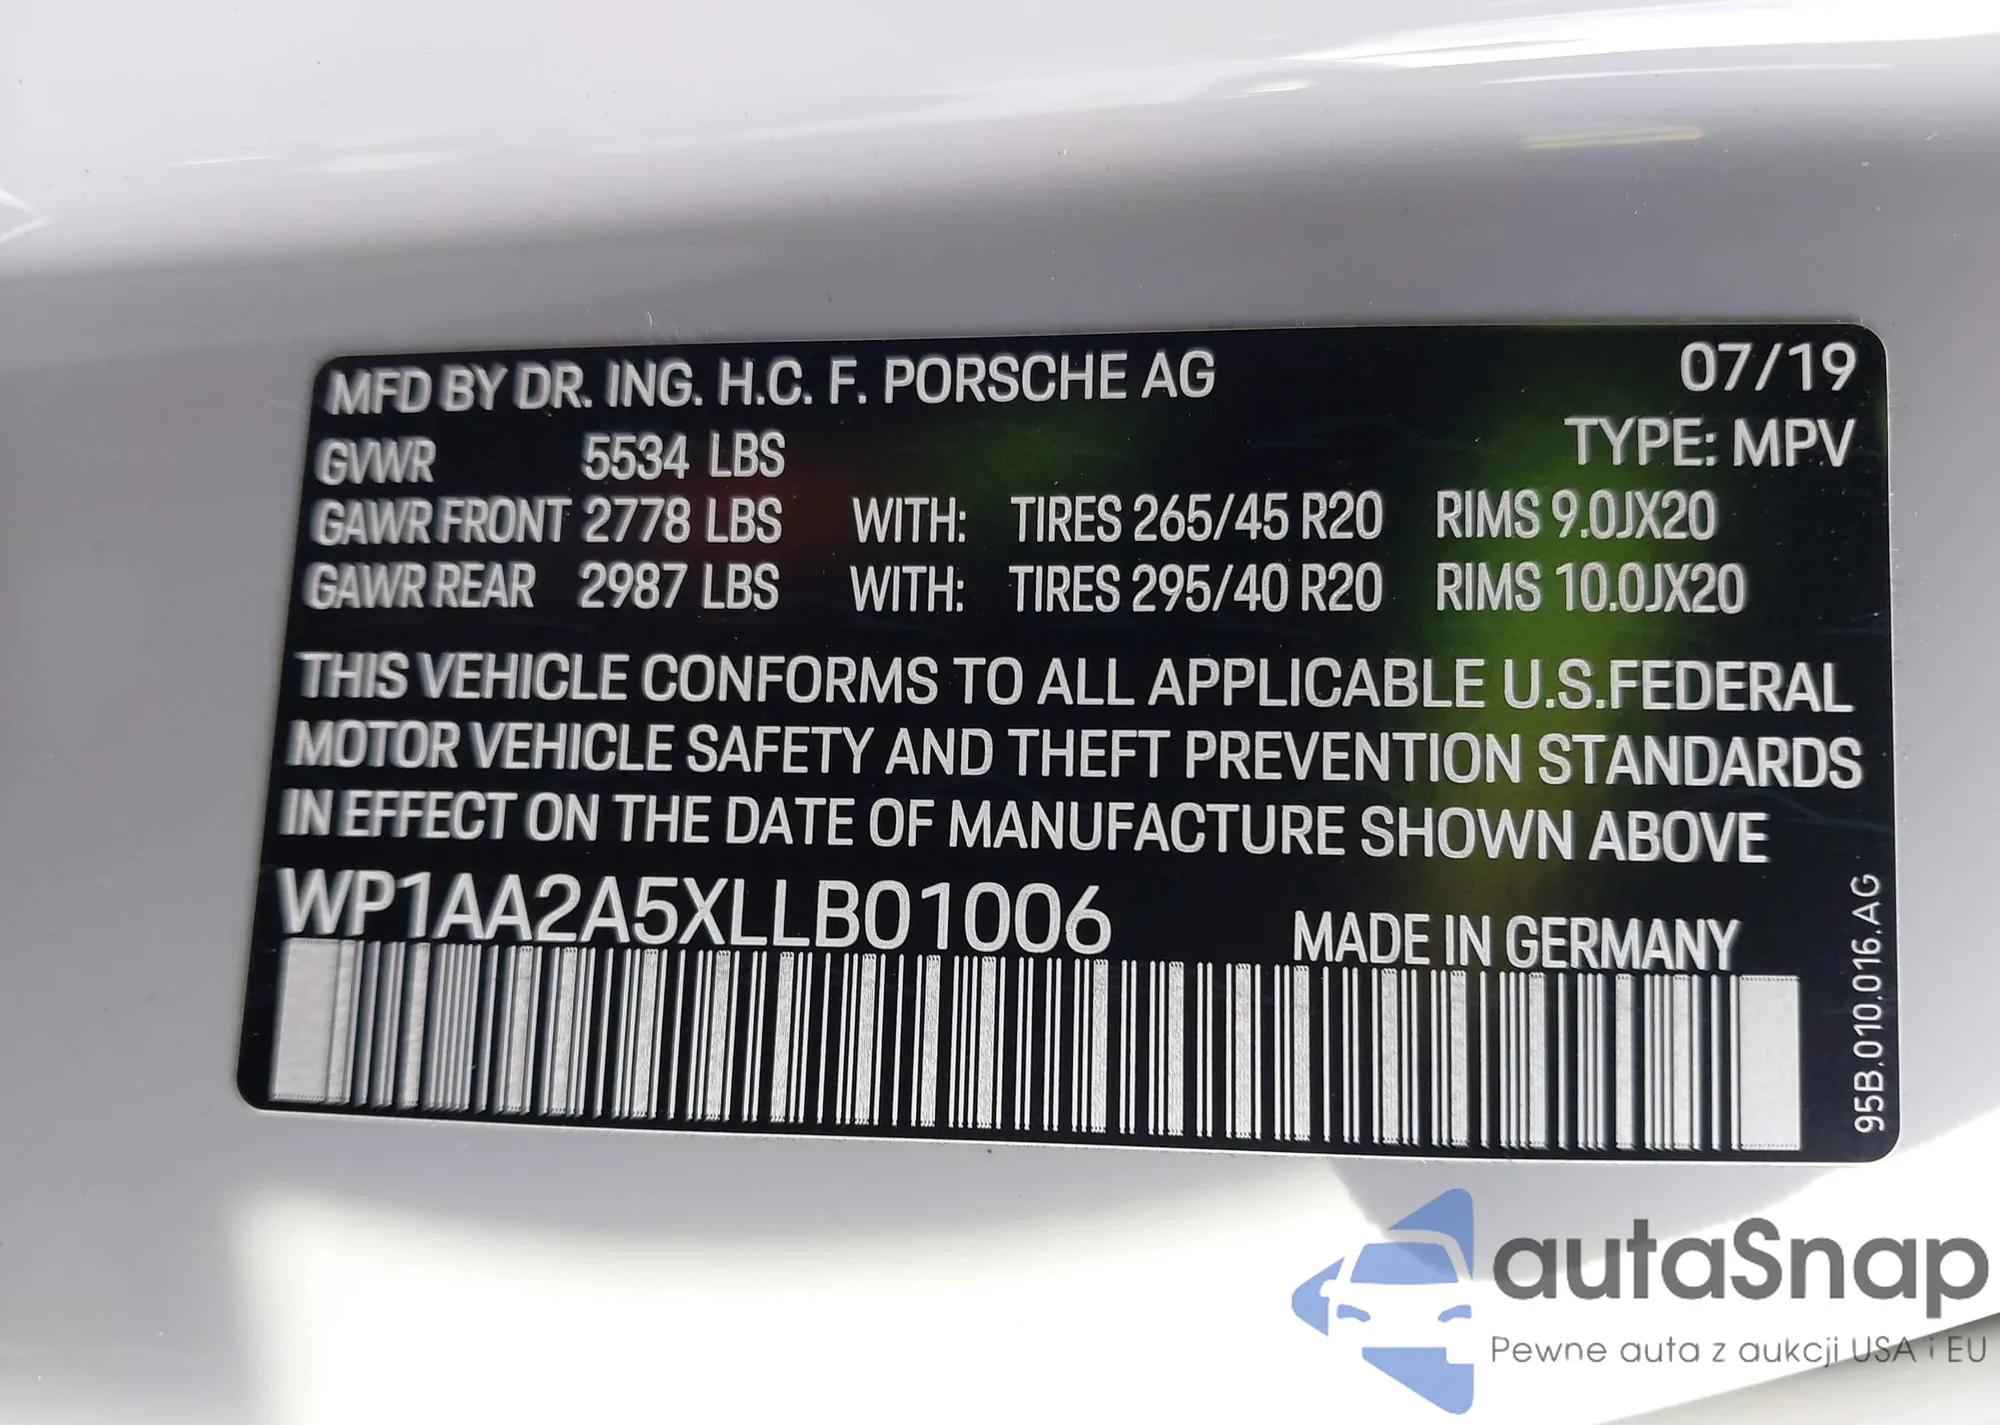 MFD BY DR. ING. H.C. F. PORSCHE AG 07/19
GVWR 5534 LBS TYPE: MPV
GAWR FRONT 2778 LBS WITH: TIRES 265/45 R20 RIMS 9.0JX20
GAWR REAR 2987 LBS WITH: TIRES 295/40 R20 RIMS 10.0JX20
THIS VEHICLE CONFORMS TO ALL APPLICABLE U.S.FEDERAL
MOTOR VEHICLE SAFETY AND THEFT PREVENTION STANDARDS
IN EFFECT ON THE DATE OF MANUFACTURE SHOWN ABOVE
WP1AA2A5XLLB01006
MADE IN GERMANY
95B.010.016.AG
autaSnap
Pewne auta z aukcji USA i EU